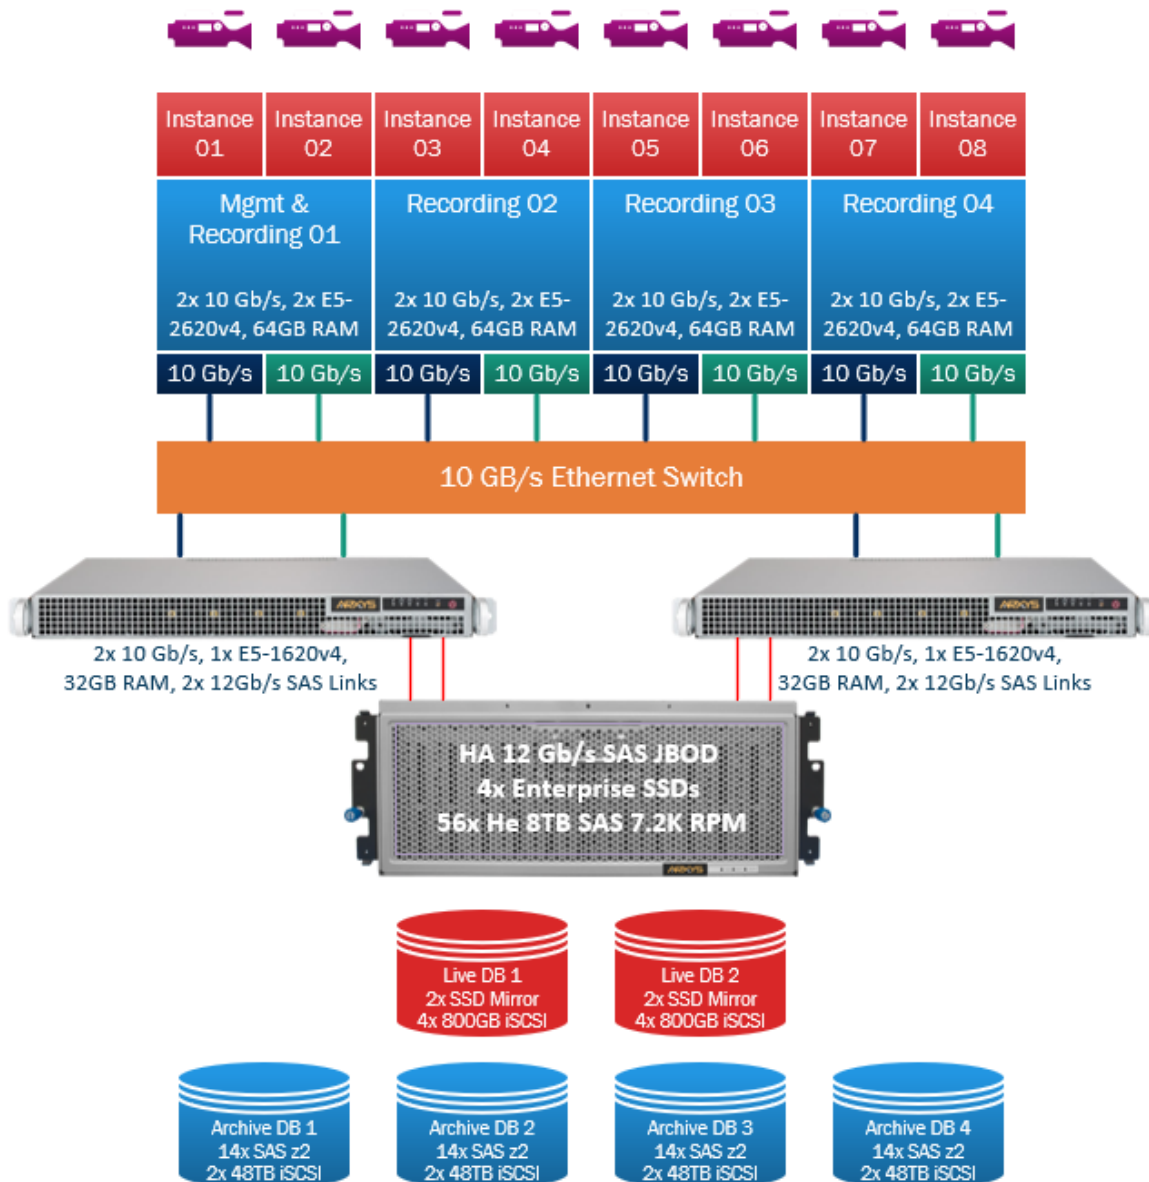 Instance 01
Instance 02
Instance 03
Instance 04
Instance 05
Instance 06
Instance 07
Instance 08
Mgmt &
Recording 01
2x 10 Gb/s, 2x E5-
2620v4, 64GB RAM
Recording 02
2x 10 Gb/s, 2x E5-
2620v4, 64GB RAM
Recording 03
2x 10 Gb/s, 2x E5-
2620v4, 64GB RAM
Recording 04
2x 10 Gb/s, 2x E5-
2620v4, 64GB RAM
10 Gb/s
10 Gb/s
10 Gb/s
10 Gb/s
10 Gb/s
10 Gb/s
10 Gb/s
10 Gb/s
10 GB/s Ethernet Switch
ARXYS
ARXYS
2x 10 Gb/s, 1x E5-1620v4,
32GB RAM, 2x 12Gb/s SAS Links
2x 10 Gb/s, 1x E5-1620v4,
32GB RAM, 2x 12Gb/s SAS Links
HA 12 Gb/s SAS JBOD
4x Enterprise SSDs
56x He 8TB SAS 7.2K RPM
ARXYS
Live DB 1
2x SSD Mirror
4x 800GB iSCSI
Live DB 2
2x SSD Mirror
4x 800GB iSCSI
Archive DB 1
14x SAS z2
2x 48TB iSCSI
Archive DB 2
14x SAS z2
2x 48TB iSCSI
Archive DB 3
14x SAS z2
2x 48TB iSCSI
Archive DB 4
14x SAS z2
2x 48TB iSCSI